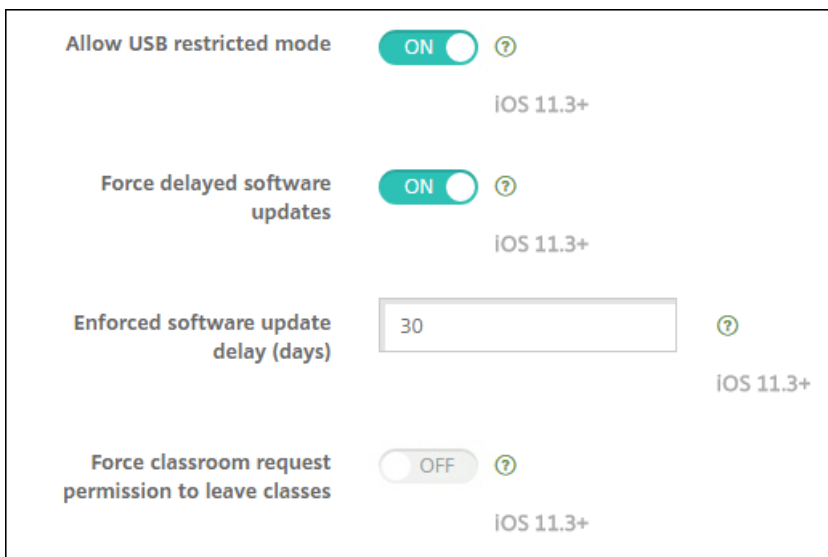 Allow USB restricted mode ON ?
iOS 11.3+
Force delayed software ON ?
updates
iOS 11.3+
Enforced software update 30 ?
delay (days)
iOS 11.3+
Force classroom request OFF ?
permission to leave classes
iOS 11.3+